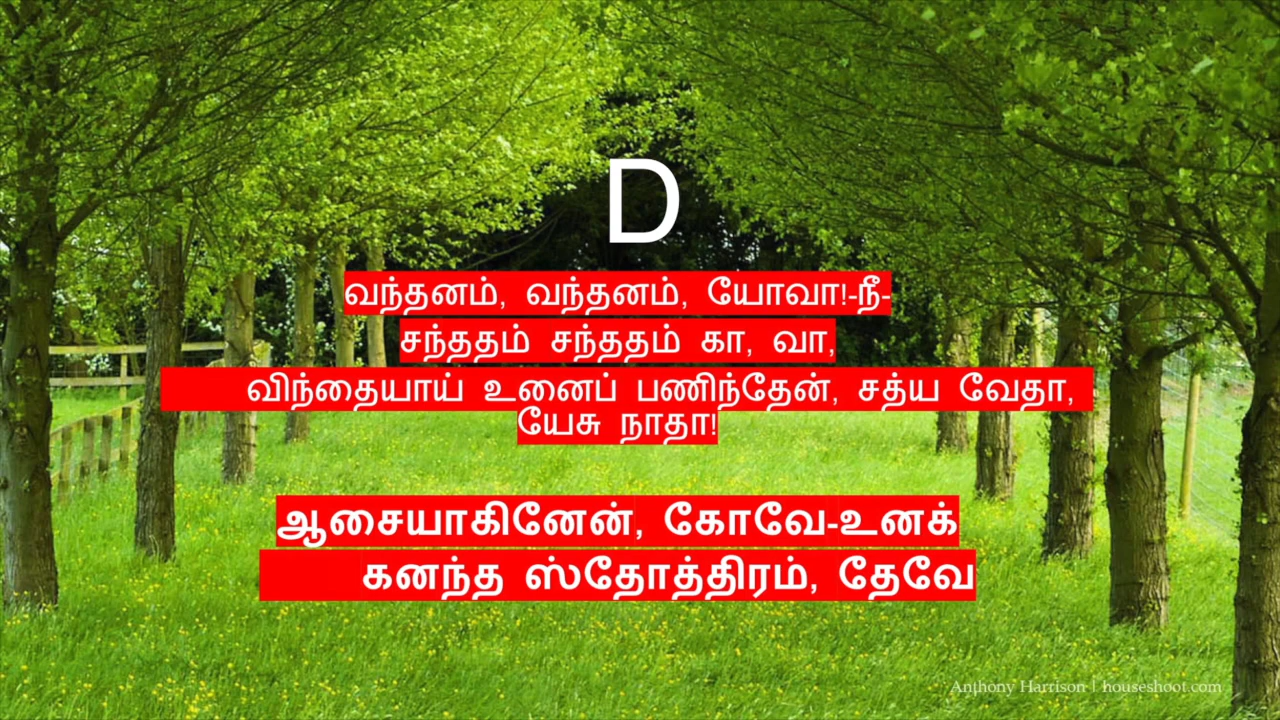 D
வந்தனம், வந்தனம், யோவா!-நீ-
சந்ததம் சந்ததம் கா, வா,
விந்தையாய் உனைப் பணிந்தேன், சத்ய வேதா,
யேசு நாதா!
ஆசையாகினேன், கோவே-உனக்
கனந்த ஸ்தோத்திரம், தேவே
Anthony Harrison | houseshoot.com